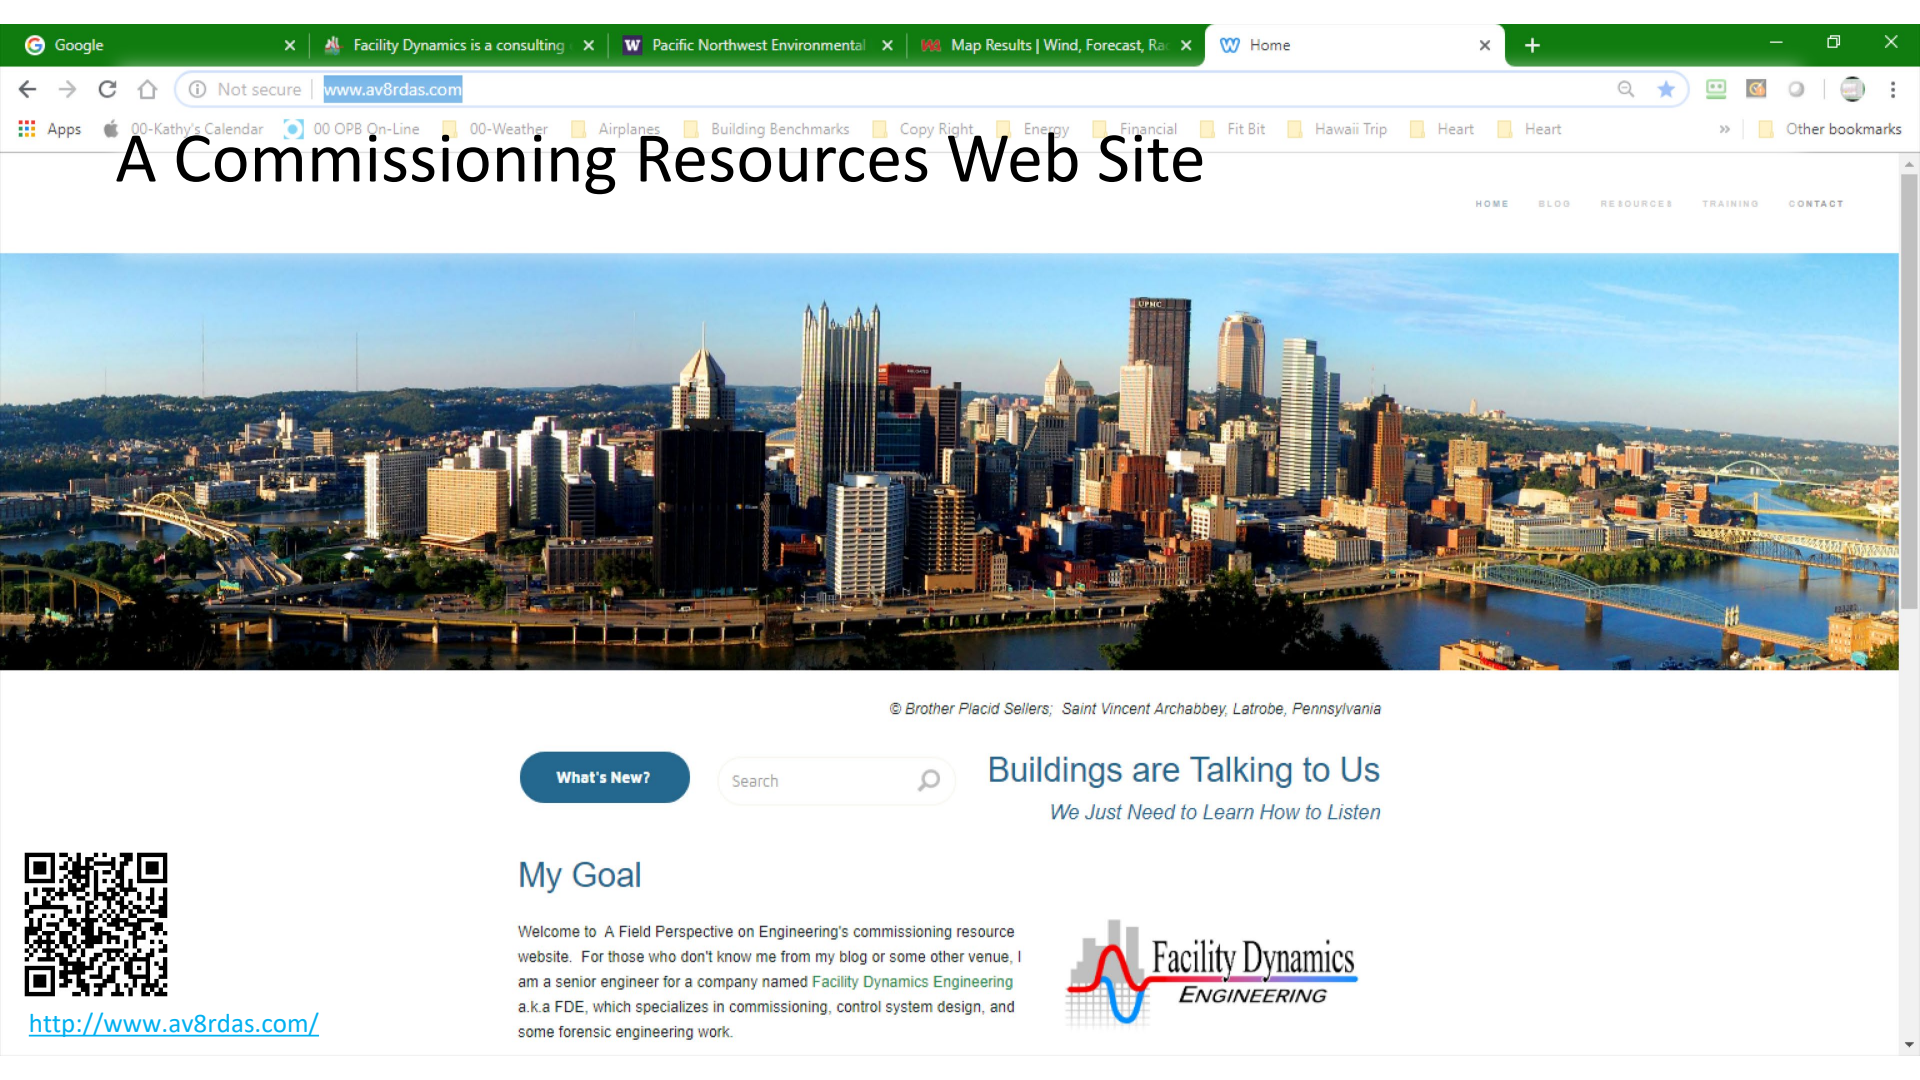 Google
Facility Dynamics is a consulting
Pacific Northwest Environmental
Map Results | Wind, Forecast, Ra
Home
Not secure
www.av8rdas.com
Apps
00-Kathy's Calendar
00 OPB On-Line
00-Weather
Airplanes
Building Benchmarks
Copy Right
Energy
Financial
Fit Bit
Hawaii Trip
Heart
Heart
»
Other bookmarks
A Commissioning Resources Web Site
HOME
BLOG
RESOURCES
TRAINING
CONTACT
UPMC
© Brother Placid Sellers; Saint Vincent Archabbey, Latrobe, Pennsylvania
What's New?
Search
Buildings are Talking to Us
We Just Need to Learn How to Listen
My Goal
Welcome to A Field Perspective on Engineering's commissioning resource
website. For those who don't know me from my blog or some other venue, I
am a senior engineer for a company named Facility Dynamics Engineering
a.k.a FDE, which specializes in commissioning, control system design, and
some forensic engineering work.
Facility Dynamics
ENGINEERING
http://www.av8rdas.com/